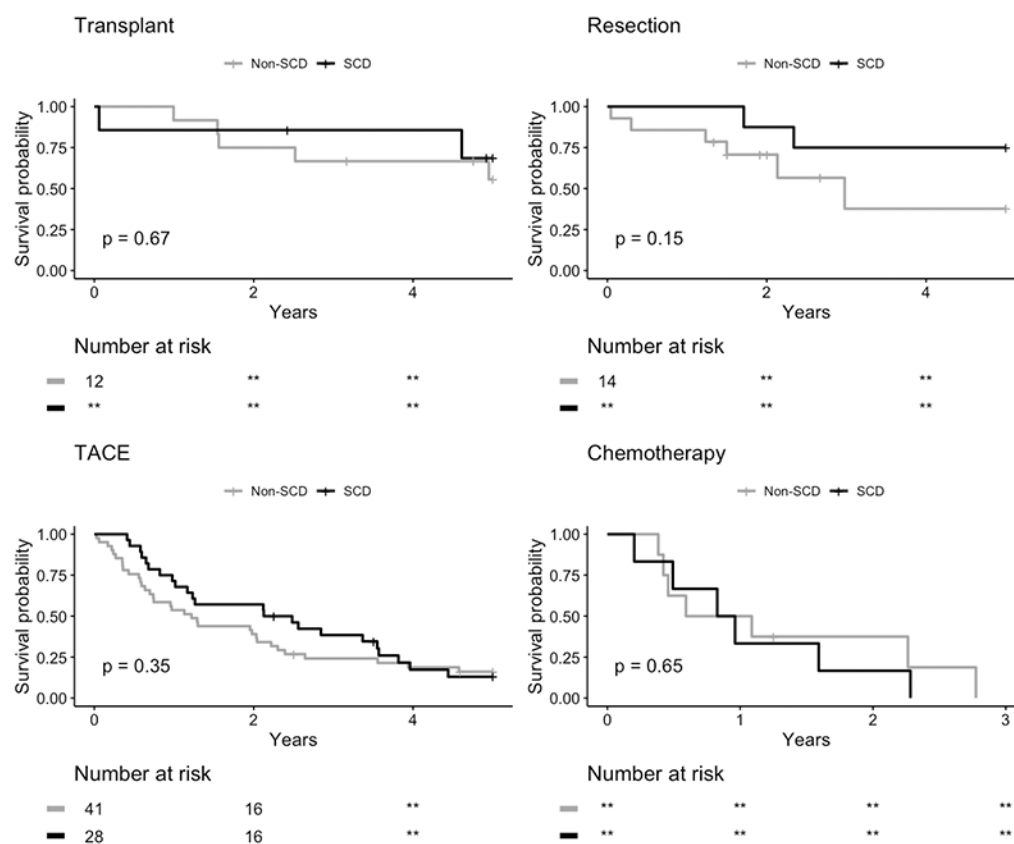 Transplant
Non-SCD SCD
Survival probability
1.00
0.75
0.50
0.25
0.00
p = 0.67
0 2 4
Years
Number at risk
12 ** **
** ** **
Resection
Non-SCD SCD
Survival probability
1.00
0.75
0.50
0.25
0.00
p = 0.15
0 2 4
Years
Number at risk
14 ** **
** ** **
TACE
Non-SCD SCD
Survival probability
1.00
0.75
0.50
0.25
0.00
p = 0.35
0 2 4
Years
Number at risk
41 16 **
28 16 **
Chemotherapy
Non-SCD SCD
Survival probability
1.00
0.75
0.50
0.25
0.00
p = 0.65
0 1 2 3
Years
Number at risk
** ** ** **
** ** ** **